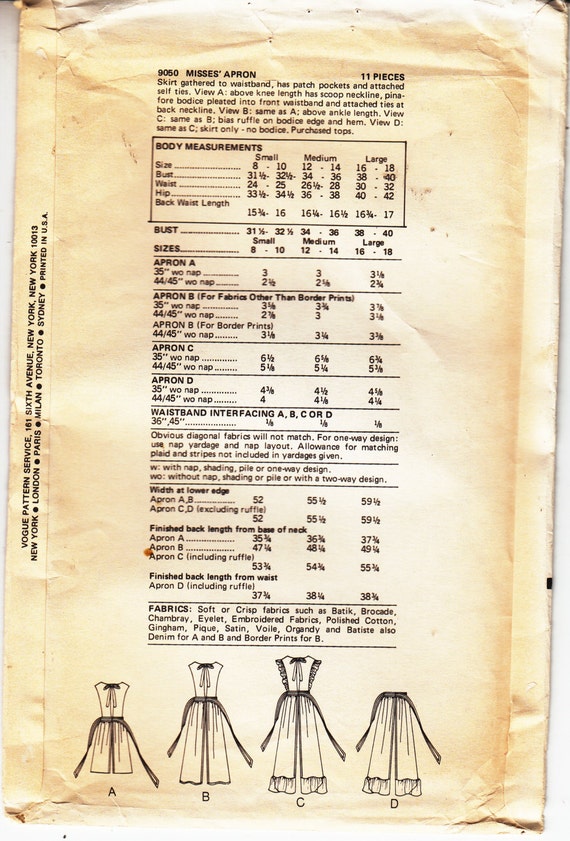 9050 MISSES' APRON 11 PIECES
Skirt gathered to waistband, has patch pockets and attached
self ties. View A: above knee length has scoop neckline, pina-
fore bodice pleated into front waistband and attached ties at
back neckline. View B: same as A; above ankle length. View
C: same as B; bias ruffle on bodice edge and hem. View D:
same as C; skirt only - no bodice. Purchased tops.
BODY MEASUREMENTS
Small Medium Large
Size 8 - 10 12 - 14 16 - 18
Bust 31½- 32½ 34 - 36 38 - 40
Waist 24 - 25 26½ - 28 30 - 32
Hip 33½- 34½ 36 - 38 40 - 42
Back Waist Length
15¾- 16 16¼ - 16½ 16¾ - 17
BUST 31½- 32½ 34 - 36 38 - 40
Small Medium Large
SIZES 8 - 10 12 - 14 16 - 18
APRON A
35" wo nap 3 3 3⅛
44/45" wo nap 2½ 2⅝ 2¾
APRON B (For Fabrics Other Than Border Prints)
35" wo nap 3⅝ 3¾ 3⅞
44/45" wo nap 2⅞ 3 3⅛
APRON B (For Border Prints)
44/45" wo nap 3⅛ 3¼ 3⅜
APRON C
35" wo nap 6½ 6⅝ 6¾
44/45" wo nap 5⅛ 5¼ 5⅜
APRON D
35" wo nap 4⅜ 4½ 4⅝
44/45" wo nap 4 4⅛ 4¼
WAISTBAND INTERFACING A, B, C OR D
36",45" ⅛ ⅛ ⅛
Obvious diagonal fabrics will not match. For one-way design:
use nap yardage and nap layout. Allowance for matching
plaid and stripes not included in yardages given.
w: with nap, shading, pile or one-way design.
wo: without nap, shading or pile or with a two-way design.
Width at lower edge
Apron A,B 52 55½ 59½
Apron C,D (excluding ruffle)
52 55½ 59½
Finished back length from base of neck
Apron A 35¾ 36¾ 37¾
Apron B 47¼ 48¼ 49¼
Apron C (including ruffle)
53¾ 54¾ 55¾
Finished back length from waist
Apron D (including ruffle)
37¾ 38¼ 38¾
FABRICS: Soft or Crisp fabrics such as Batik, Brocade,
Chambray, Eyelet, Embroidered Fabrics, Polished Cotton,
Gingham, Pique, Satin, Voile, Organdy and Batiste also
Denim for A and B and Border Prints for B.
A B C D
VOGUE PATTERN SERVICE, 161 SIXTH AVENUE, NEW YORK, NEW YORK 10013
NEW YORK ● LONDON ● PARIS ● MILAN ● TORONTO ● SYDNEY ● PRINTED IN U.S.A.